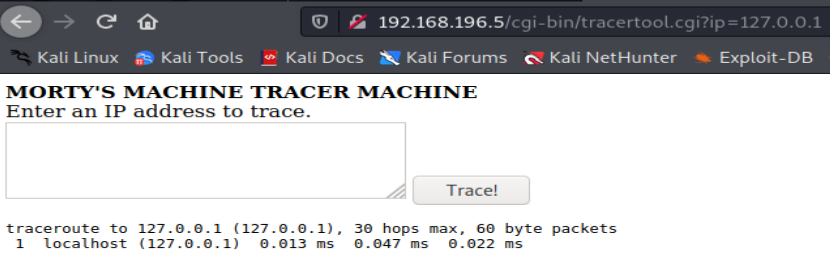 192.168.196.5/cgi-bin/tracertool.cgi?ip=127.0.0.1
Kali Linux Kali Tools Kali Docs Kali Forums Kali NetHunter Exploit-DB
MORTY'S MACHINE TRACER MACHINE
Enter an IP address to trace.
Trace!
traceroute to 127.0.0.1 (127.0.0.1), 30 hops max, 60 byte packets
1 localhost (127.0.0.1) 0.013 ms 0.047 ms 0.022 ms